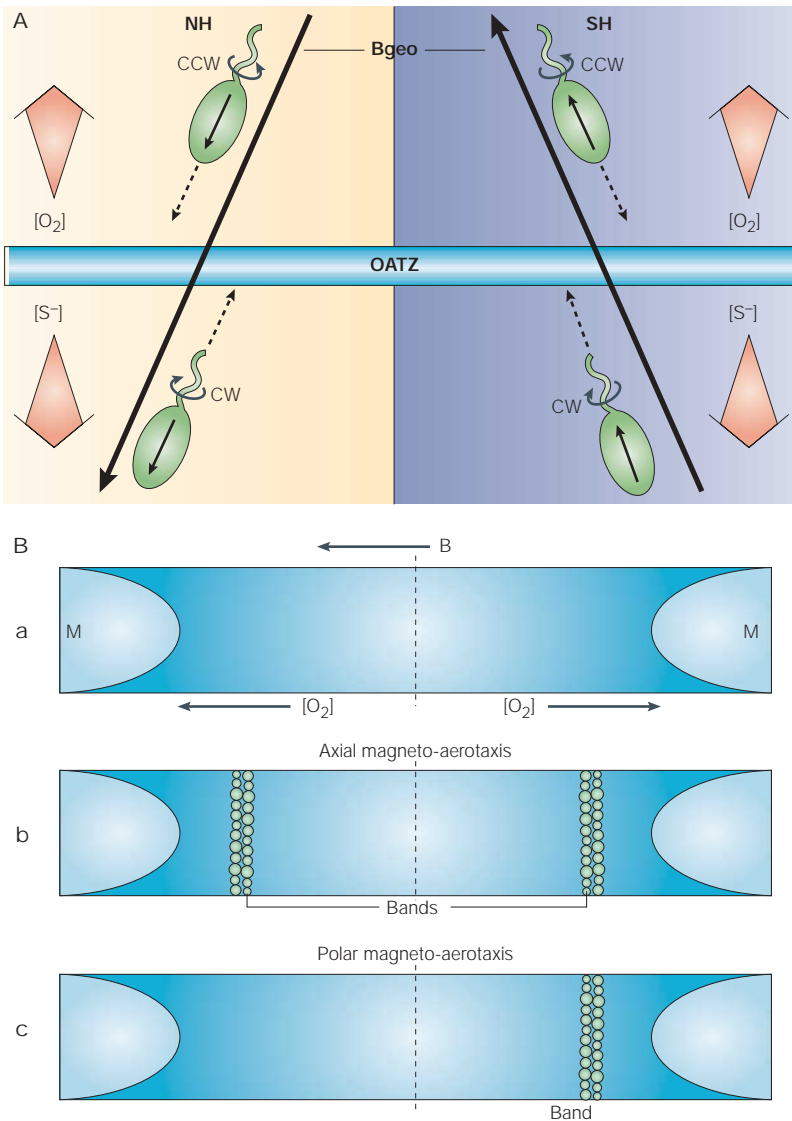 A
NH
Bgeo
SH
CCW
CCW
[O₂]
[O₂]
OATZ
[S⁻]
[S⁻]
CW
CW
B
B
a
M
M
[O₂]
[O₂]
Axial magneto-aerotaxis
b
Bands
Polar magneto-aerotaxis
c
Band